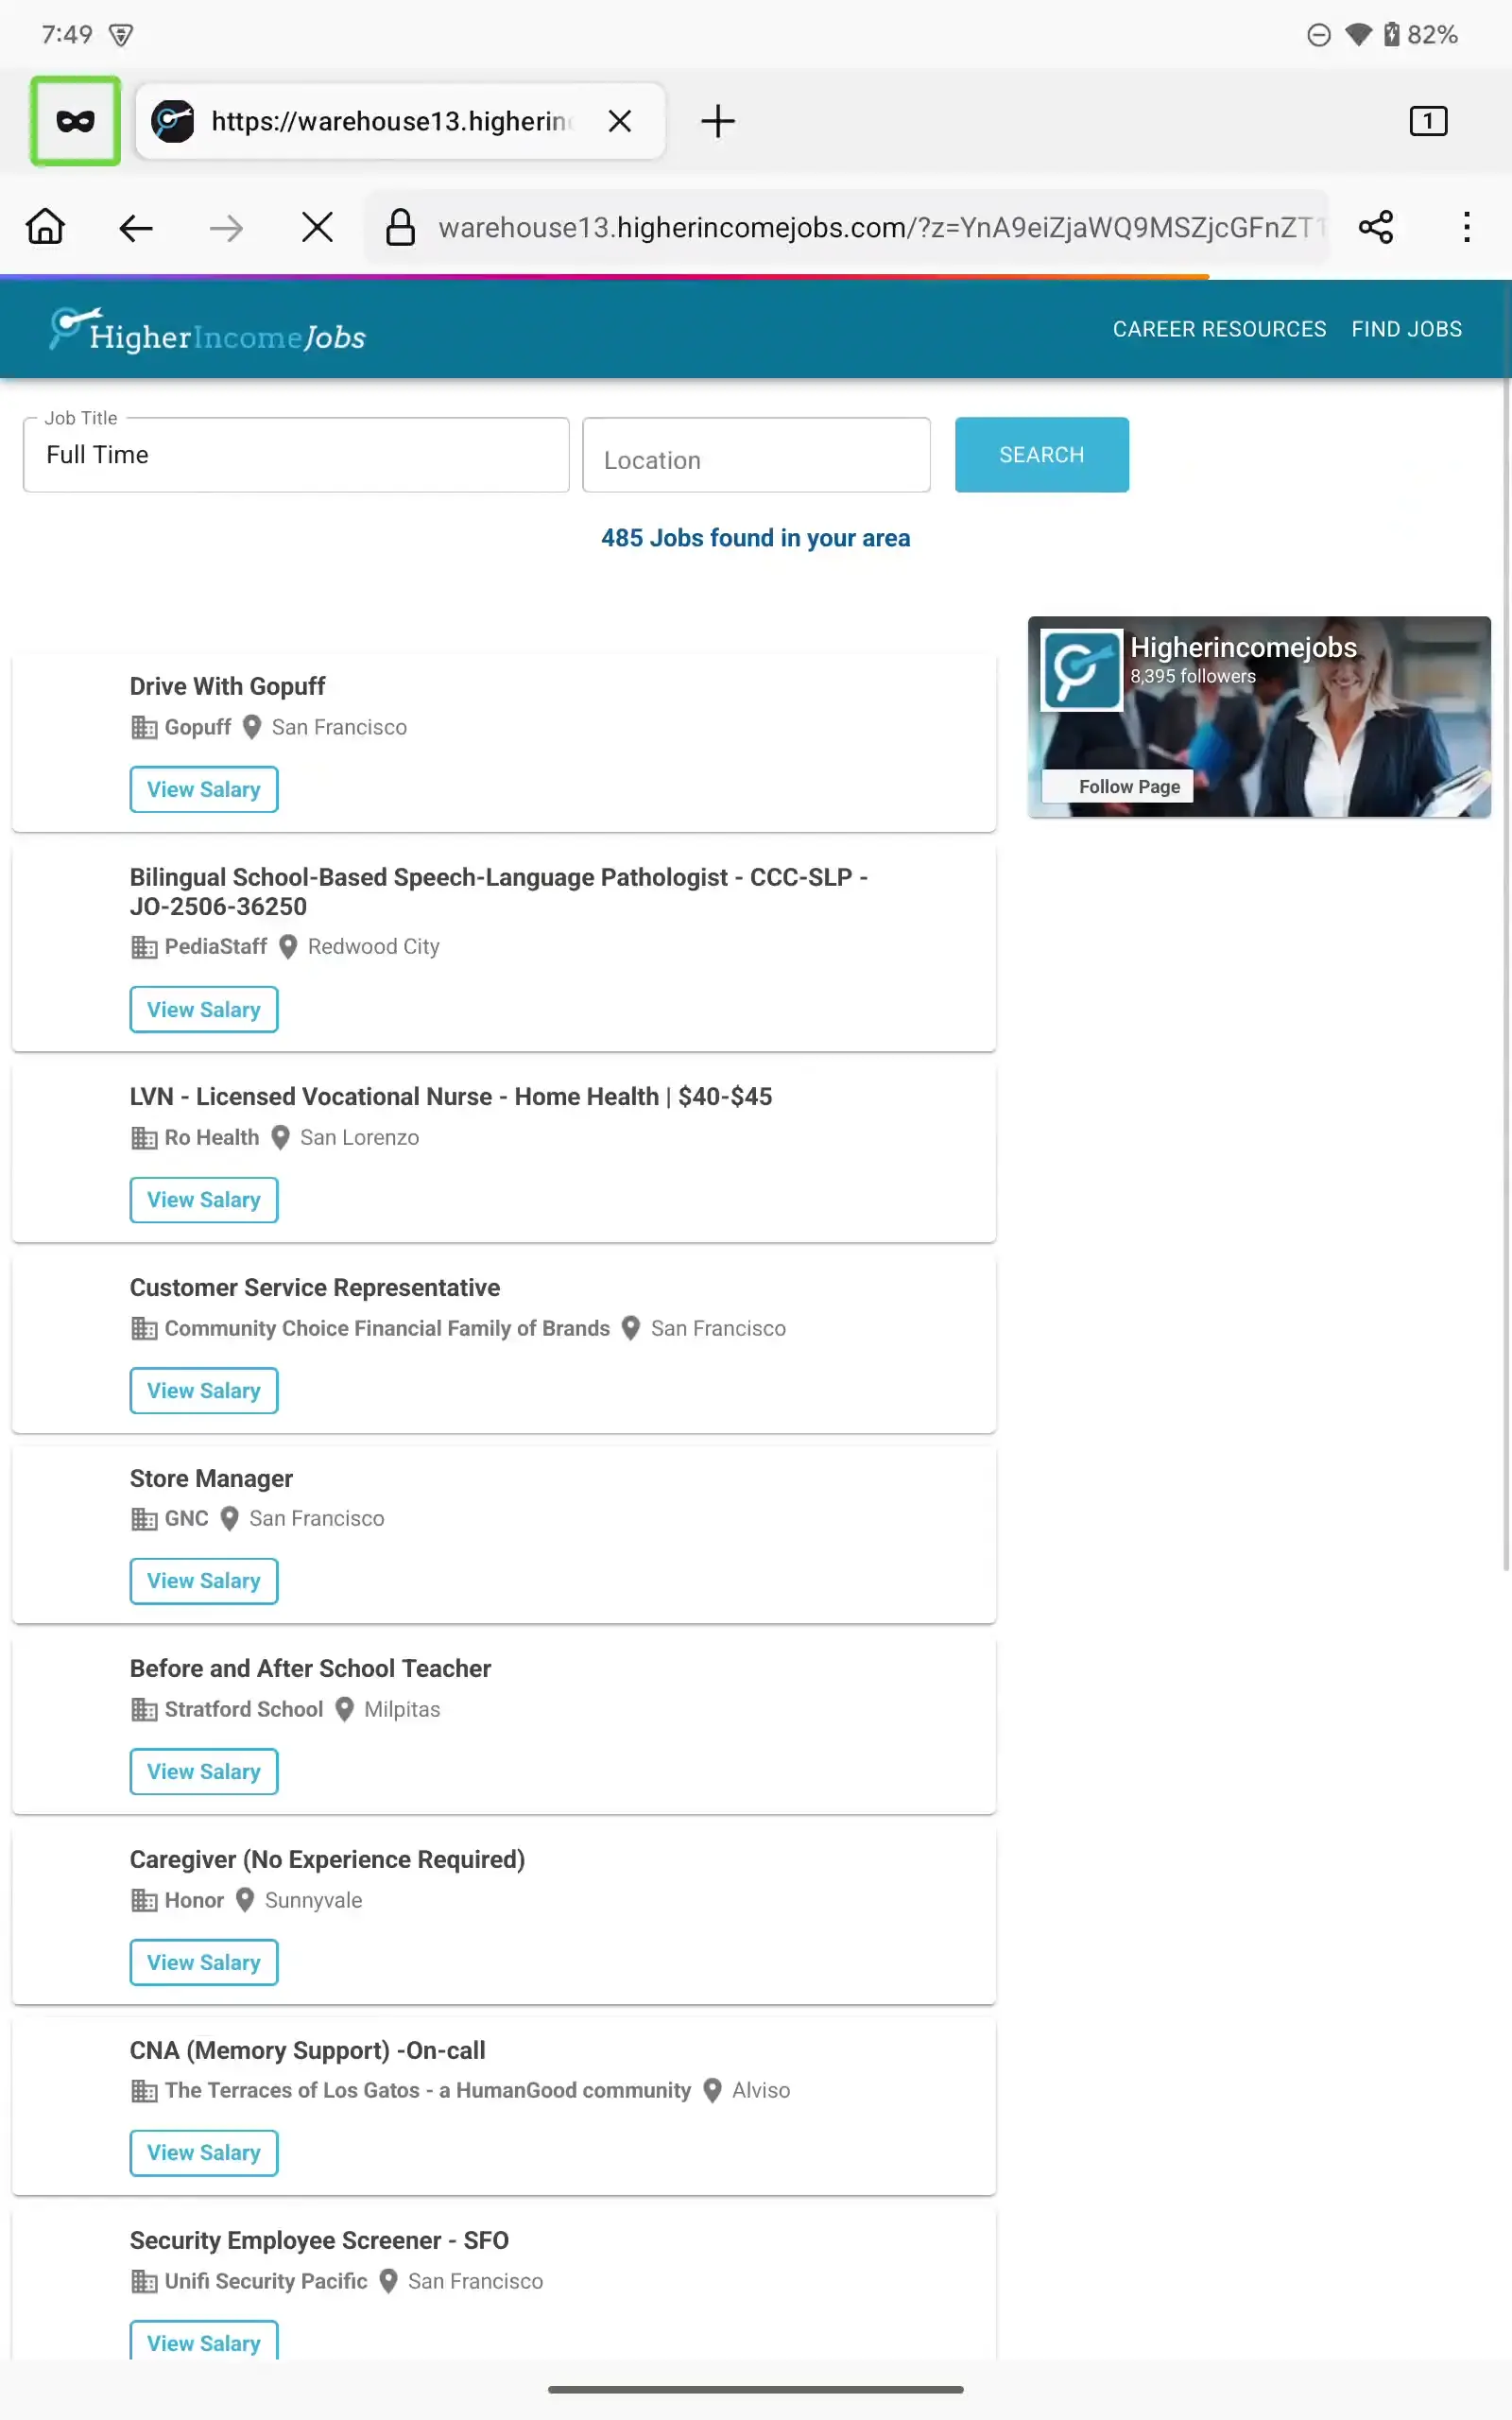 7:49
82%
https://warehouse13.higherin
1
warehouse13.higherincomejobs.com/?z=YnA9eiZjaWQ9MSZjcGFnZT1
HigherIncomeJobs
CAREER RESOURCES
FIND JOBS
Job Title
Full Time
Location
SEARCH
485 Jobs found in your area
Higherincomejobs
8,395 followers
Follow Page
Drive With Gopuff
Gopuff San Francisco
View Salary
Bilingual School-Based Speech-Language Pathologist - CCC-SLP -
JO-2506-36250
PediaStaff Redwood City
View Salary
LVN - Licensed Vocational Nurse - Home Health | $40-$45
Ro Health San Lorenzo
View Salary
Customer Service Representative
Community Choice Financial Family of Brands San Francisco
View Salary
Store Manager
GNC San Francisco
View Salary
Before and After School Teacher
Stratford School Milpitas
View Salary
Caregiver (No Experience Required)
Honor Sunnyvale
View Salary
CNA (Memory Support) -On-call
The Terraces of Los Gatos - a HumanGood community Alviso
View Salary
Security Employee Screener - SFO
Unifi Security Pacific San Francisco
View Salary